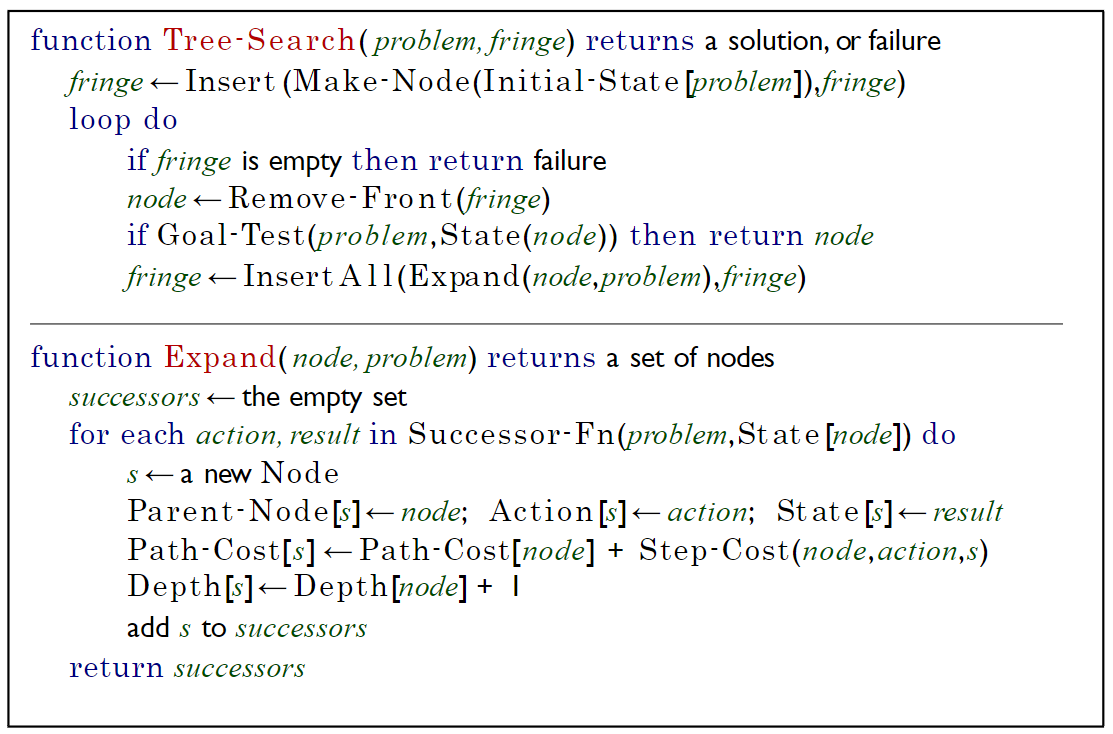 function Tree-Search( problem, fringe) returns a solution, or failure
fringe ← Insert (Make-Node(Initial-State [problem]),fringe)
loop do
if fringe is empty then return failure
node ← Remove-Front(fringe)
if Goal-Test(problem,State(node)) then return node
fringe ← InsertAll(Expand(node,problem),fringe)
function Expand( node, problem) returns a set of nodes
successors ← the empty set
for each action, result in Successor-Fn(problem,State[node]) do
s ← a new Node
Parent-Node[s] ← node; Action[s] ← action; State[s] ← result
Path-Cost[s] ← Path-Cost[node] + Step-Cost(node,action,s)
Depth[s] ← Depth[node] + 1
add s to successors
return successors